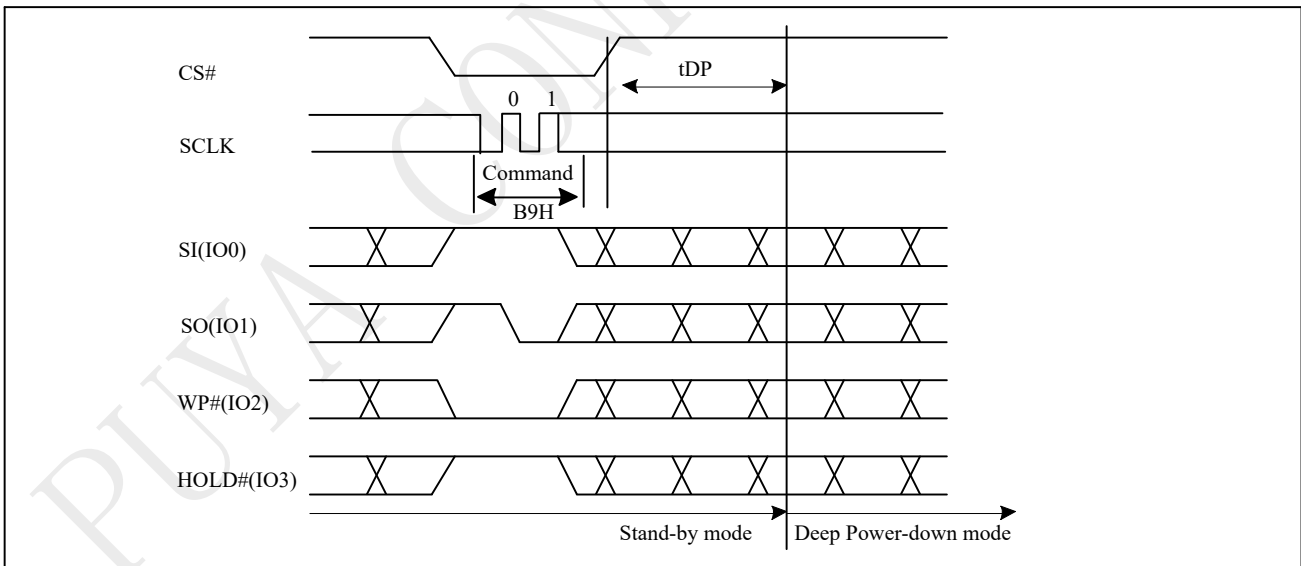 CS#
tDP
0 1
SCLK
Command
B9H
SI(IO0)
SO(IO1)
WP#(IO2)
HOLD#(IO3)
Stand-by mode Deep Power-down mode
PUYA